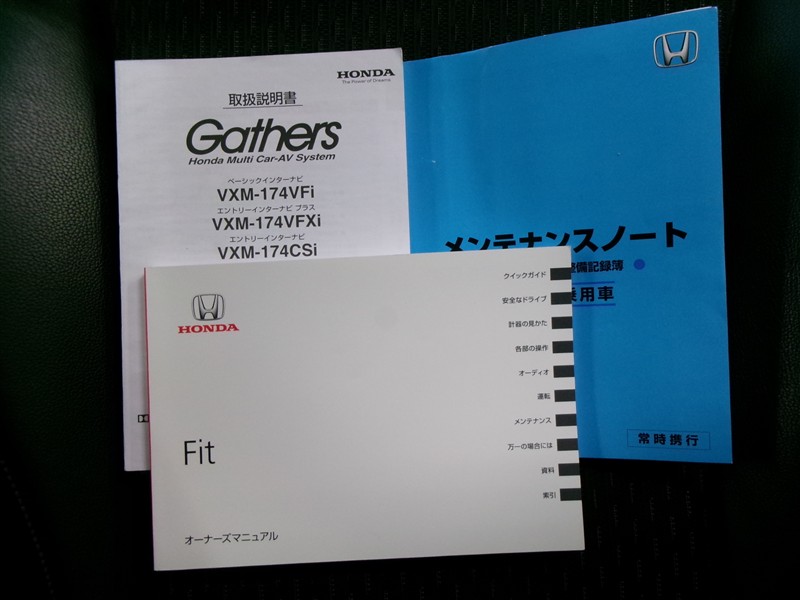 HONDA
The Power of Dreams
取扱説明書
Gathers
Honda Multi Car-AV System
ベーシックインターナビ
VXM-174VFi
エントリーインターナビ プラス
VXM-174VFXi
エントリーインターナビ
VXM-174CSi
メンテナンスノート
備記録簿
乗用車
常時携行
HONDA
Fit
オーナーズマニュアル
クイックガイド
安全なドライブ
計器の見かた
各部の操作
オーディオ
運転
メンテナンス
万一の場合には
資料
索引